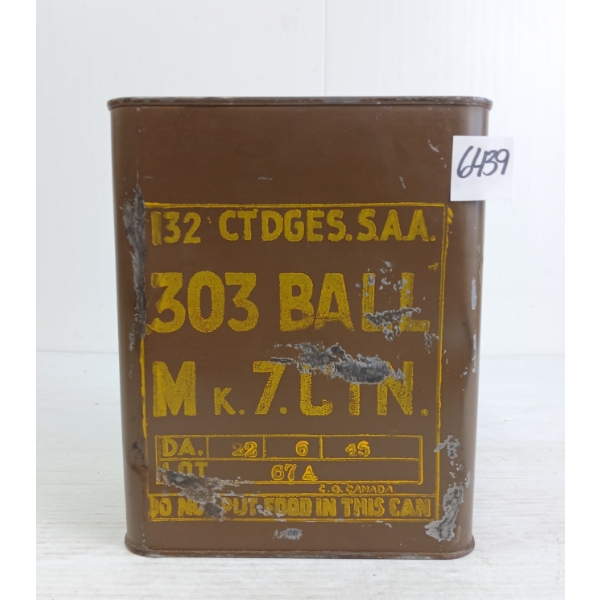 6439
132 CTDGES. S.A.A.
303 BALL
MK. 7. CTN.
DA. 22 6 45
LOT 67 A
C.O. CANADA
DO NOT PUT FOOD IN THIS CAN